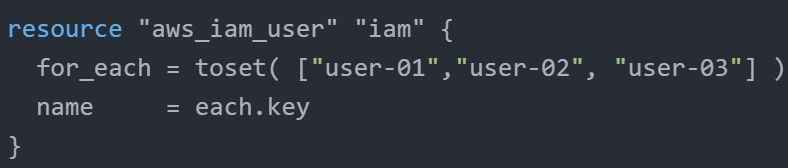 resource "aws_iam_user" "iam" {
  for_each = toset( ["user-01","user-02", "user-03"] )
  name     = each.key
}